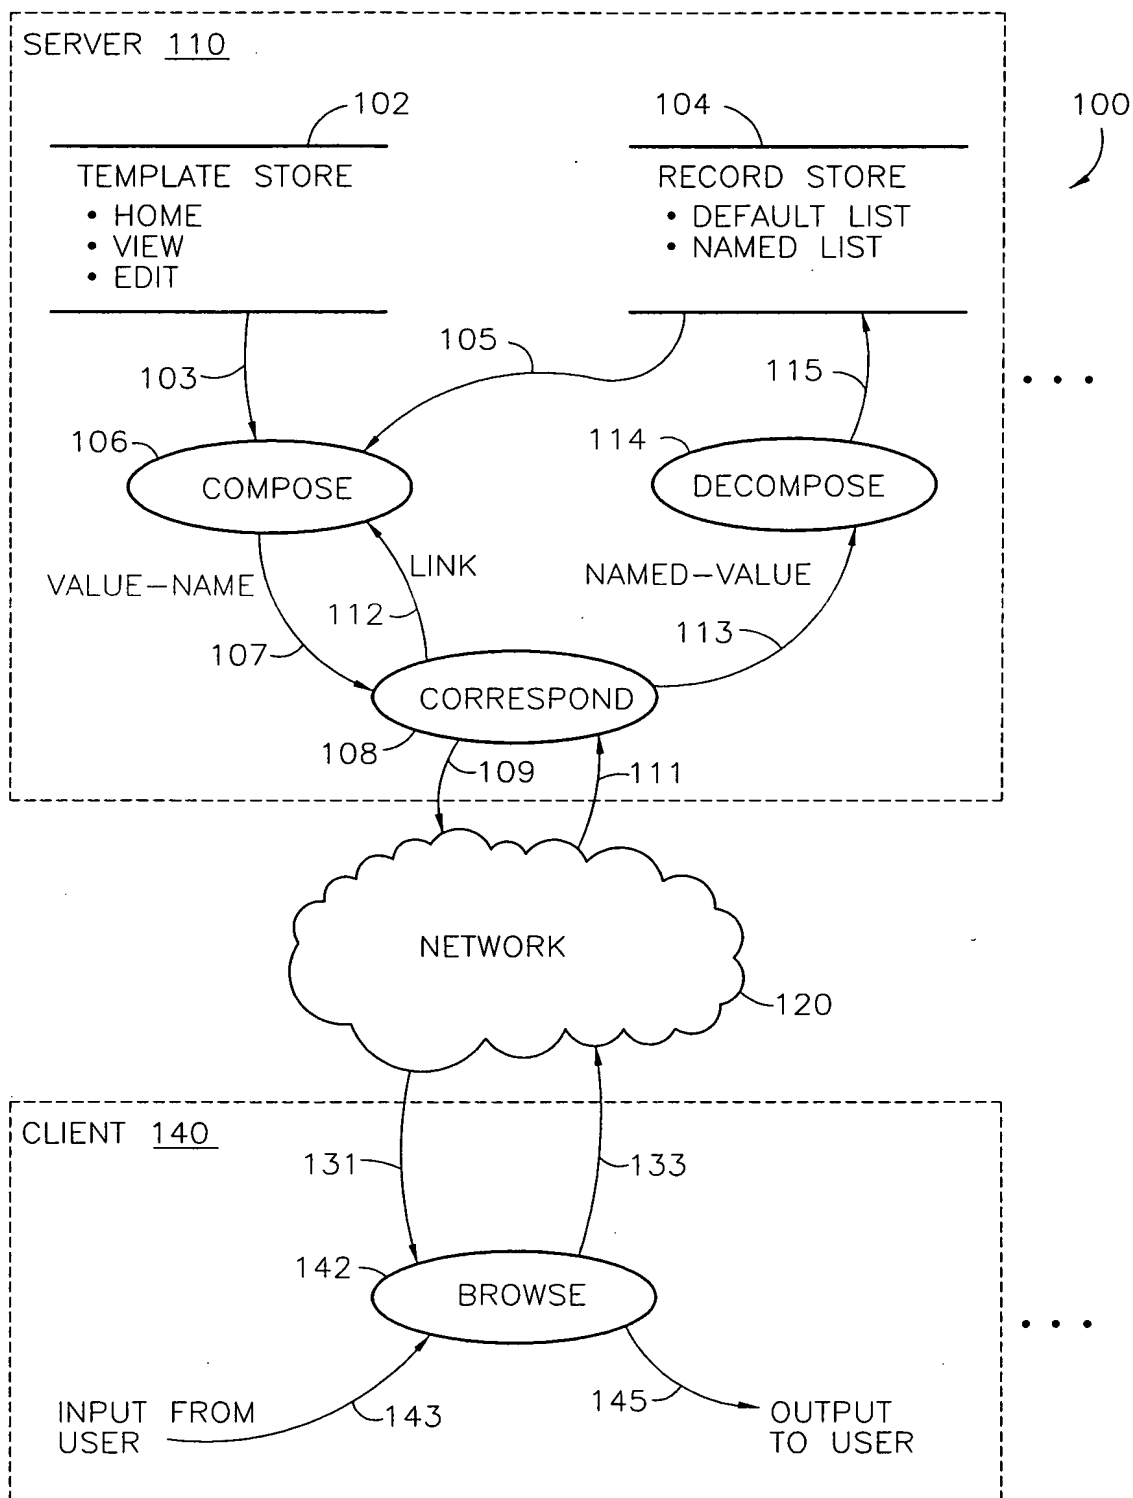 SERVER 110
102
104
100
TEMPLATE STORE
• HOME
• VIEW
• EDIT
RECORD STORE
• DEFAULT LIST
• NAMED LIST
103
105
115
106
COMPOSE
114
DECOMPOSE
VALUE-NAME
LINK
NAMED-VALUE
112
107
113
CORRESPOND
108
109
111
NETWORK
120
CLIENT 140
131
133
142
BROWSE
INPUT FROM
USER
143
145
OUTPUT
TO USER